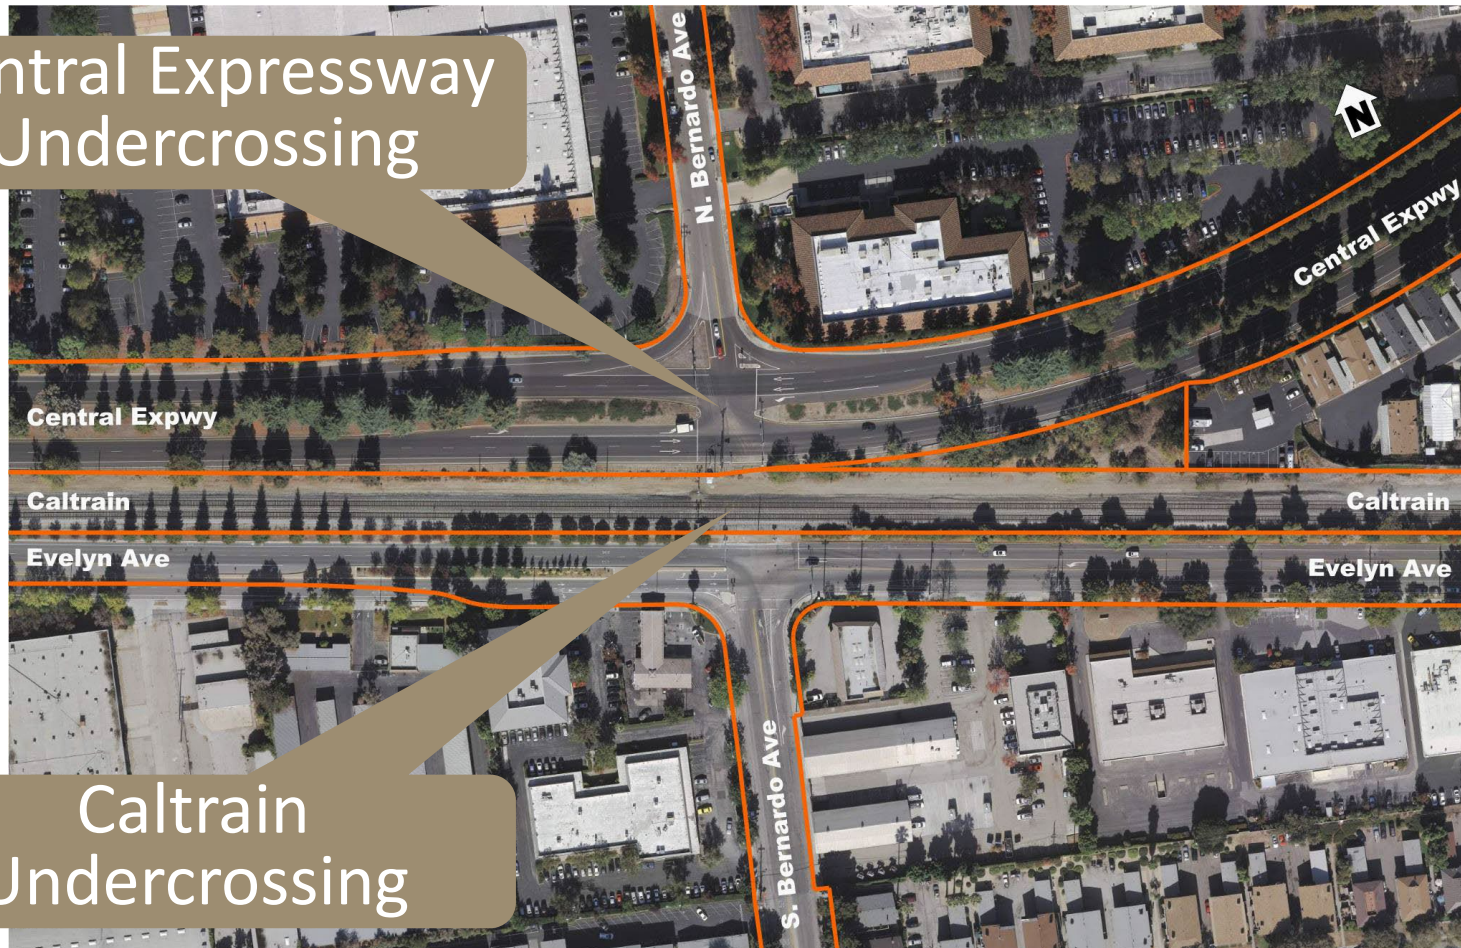 ntral Expressway
Undercrossing
N. Bernardo Ave
N
Central Expwy
Central Expwy
Caltrain
Caltrain
Evelyn Ave
Evelyn Ave
S. Bernardo Ave
Caltrain
Undercrossing